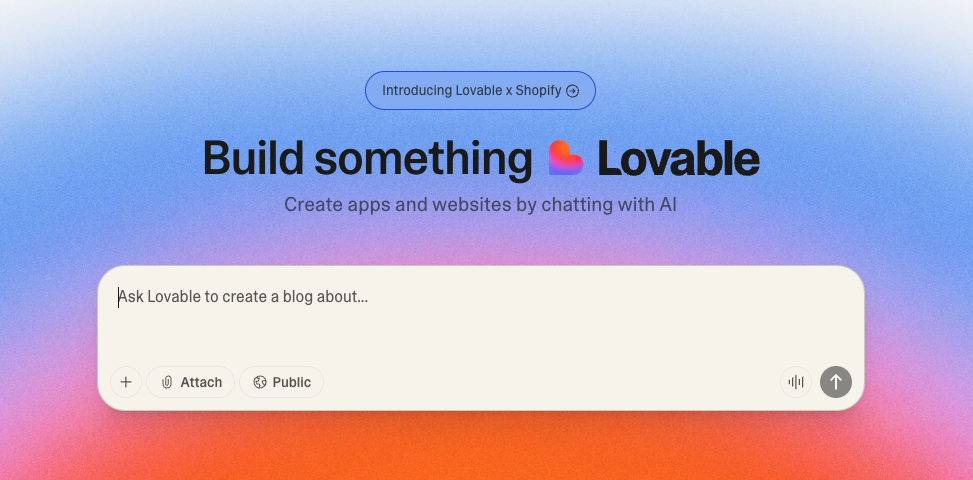 Introducing Lovable x Shopify
Build something Lovable
Create apps and websites by chatting with AI
Ask Lovable to create a blog about...
Attach Public